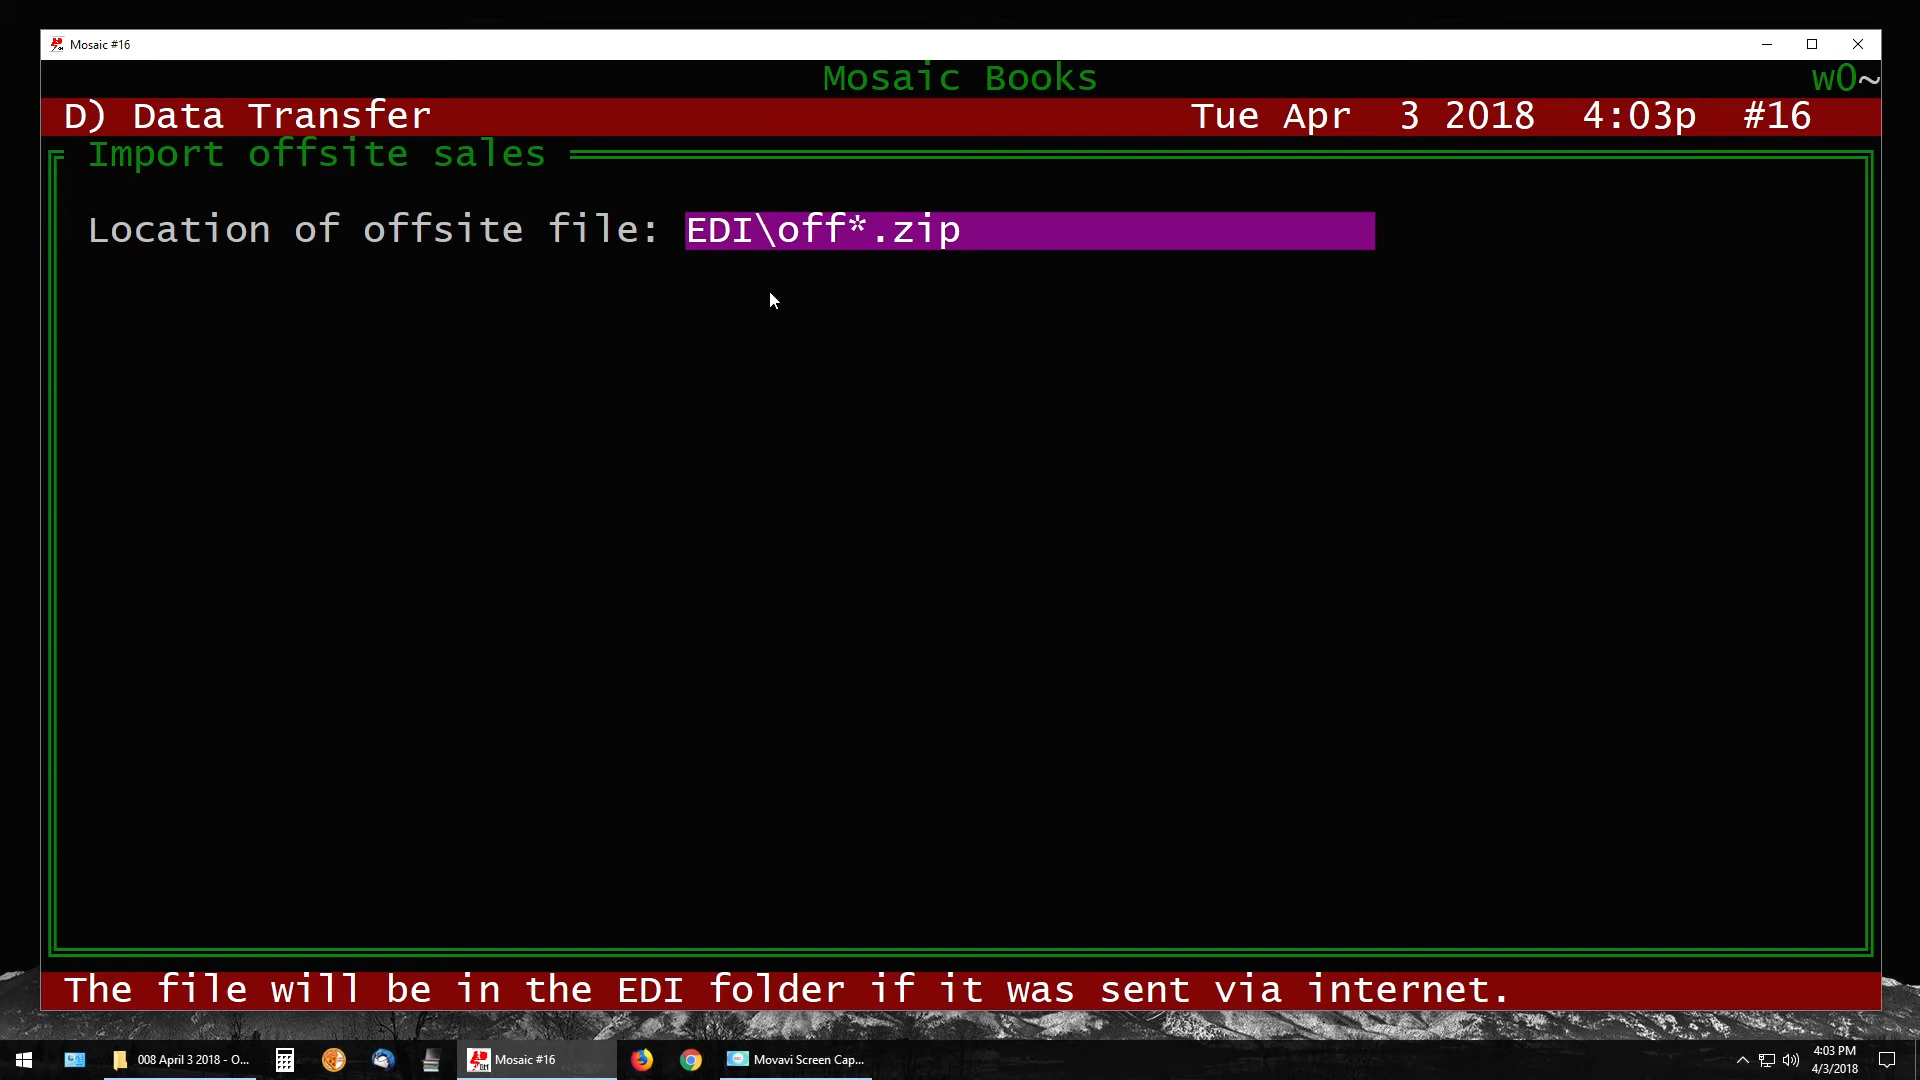 Mosaic #16
Mosaic Books
wO~
D) Data Transfer
Tue Apr  3 2018  4:03p  #16
Import offsite sales
Location of offsite file: EDI\off*.zip
The file will be in the EDI folder if it was sent via internet.
008 April 3 2018 - O...
Mosaic #16
Movavi Screen Cap...
4:03 PM
4/3/2018